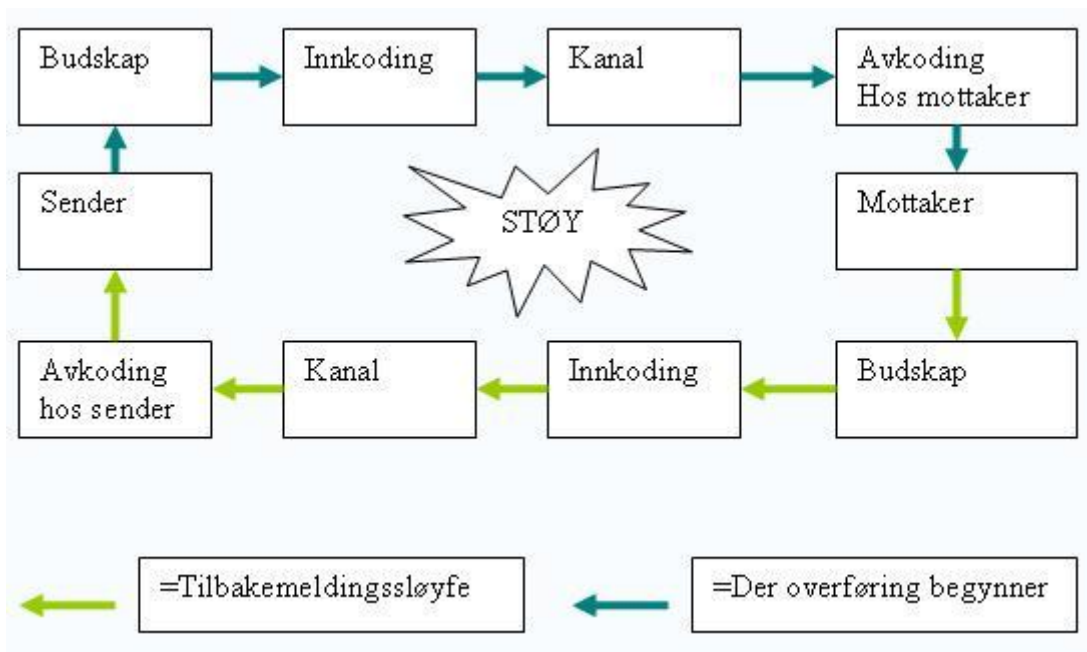 Budskap
Innkoding
Kanal
Avkoding
Hos mottaker
Sender
STØY
Mottaker
Avkoding
hos sender
Kanal
Innkoding
Budskap
=Tilbakemeldingssløyfe
=Der overføring begynner